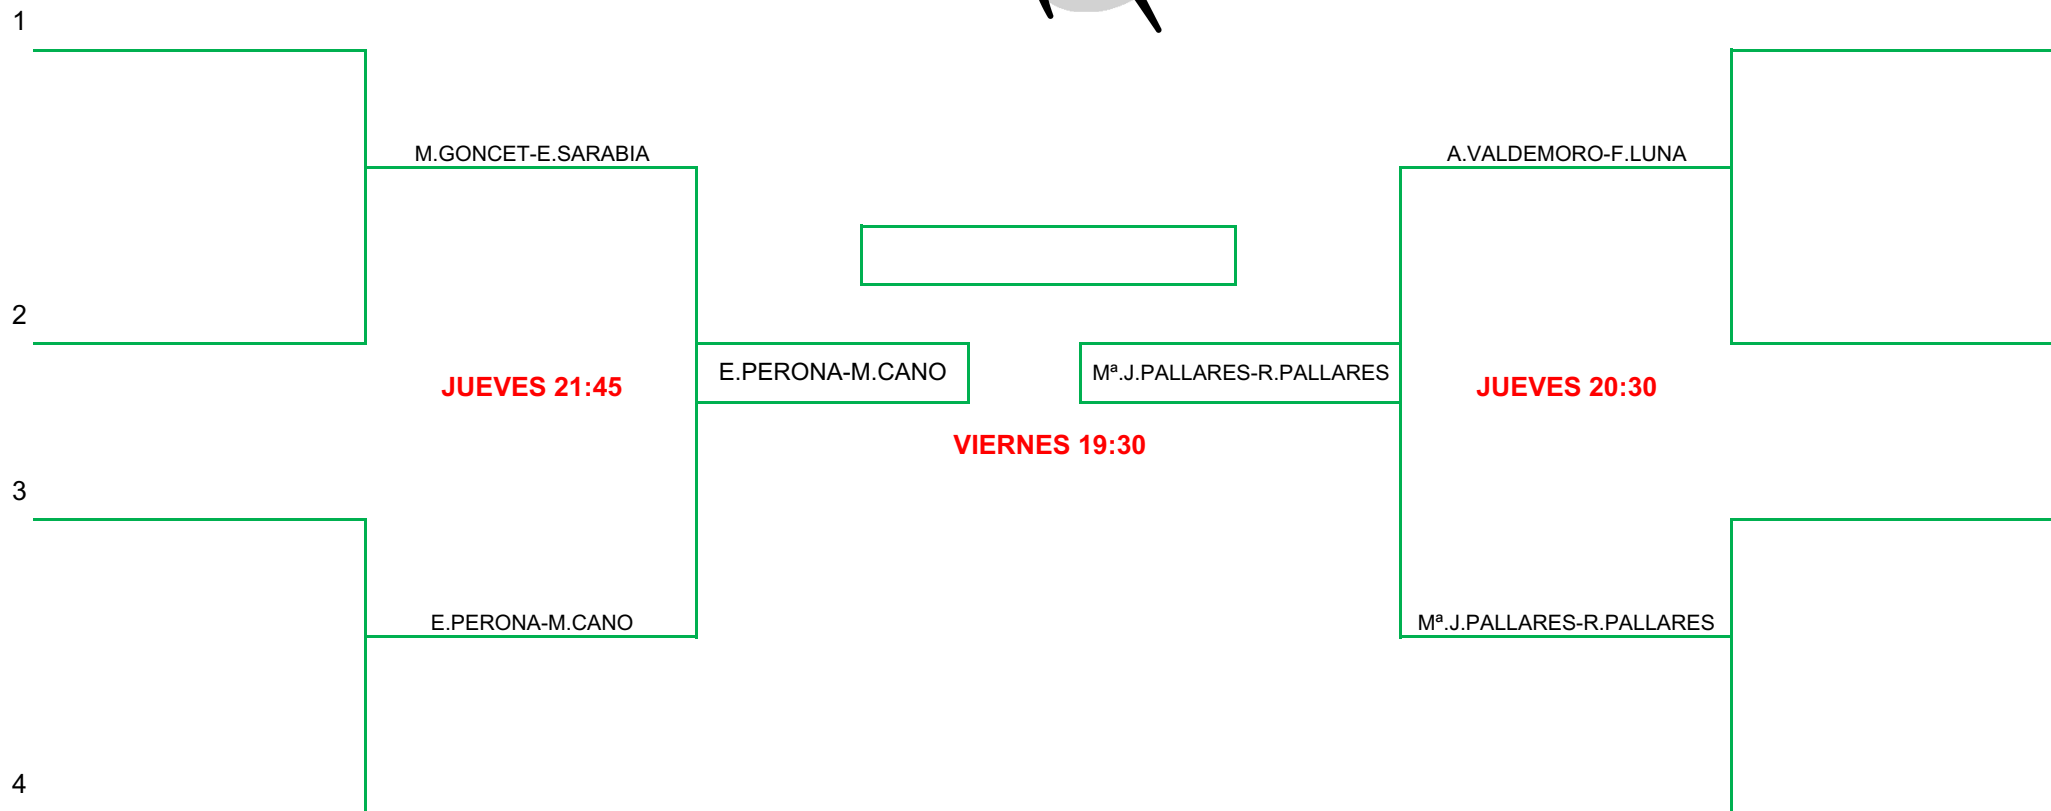 1
M.GONCET-E.SARABIA
A.VALDEMORO-F.LUNA
2
E.PERONA-M.CANO
Mª.J.PALLARES-R.PALLARES
JUEVES 21:45
JUEVES 20:30
VIERNES 19:30
3
E.PERONA-M.CANO
Mª.J.PALLARES-R.PALLARES
4